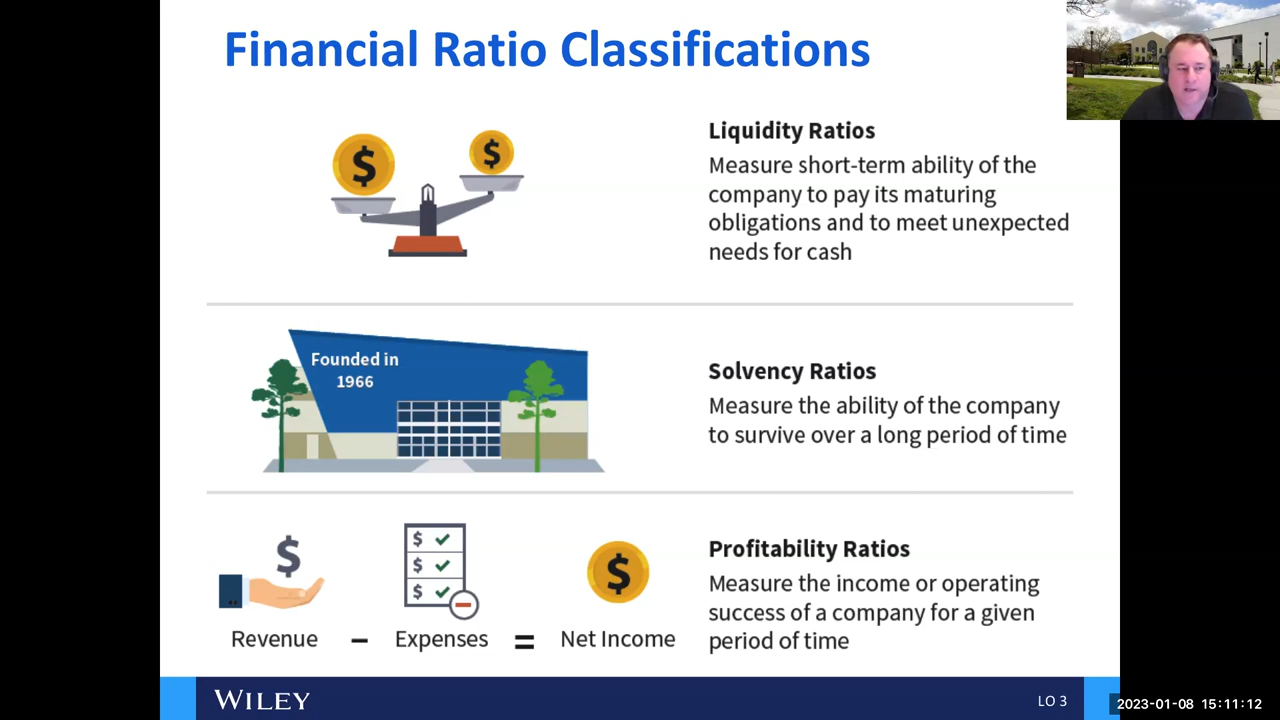 Financial Ratio Classifications
$
$
Liquidity Ratios
Measure short-term ability of the
company to pay its maturing
obligations and to meet unexpected
needs for cash
Founded in
1966
Solvency Ratios
Measure the ability of the company
to survive over a long period of time
$
$ ✓
$ ✓
$ ✓
$
Revenue – Expenses = Net Income
Profitability Ratios
Measure the income or operating
success of a company for a given
period of time
WILEY
LO 3
2023-01-08 15:11:12